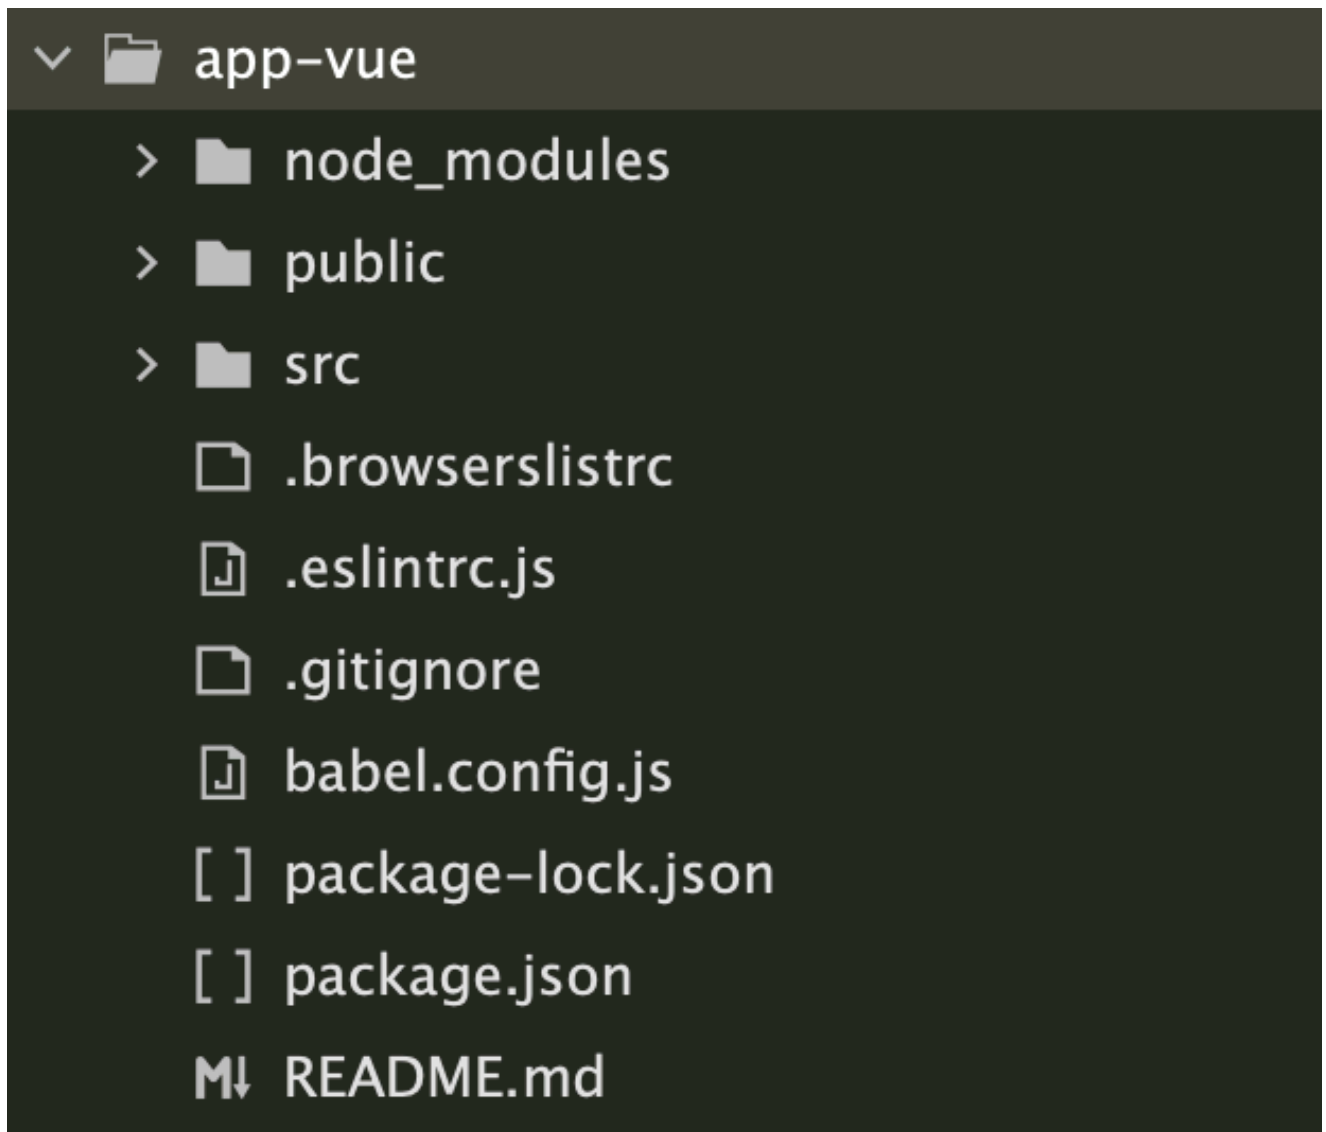 app-vue
node_modules
public
src
.browserslistrc
.eslintrc.js
.gitignore
babel.config.js
package-lock.json
package.json
README.md